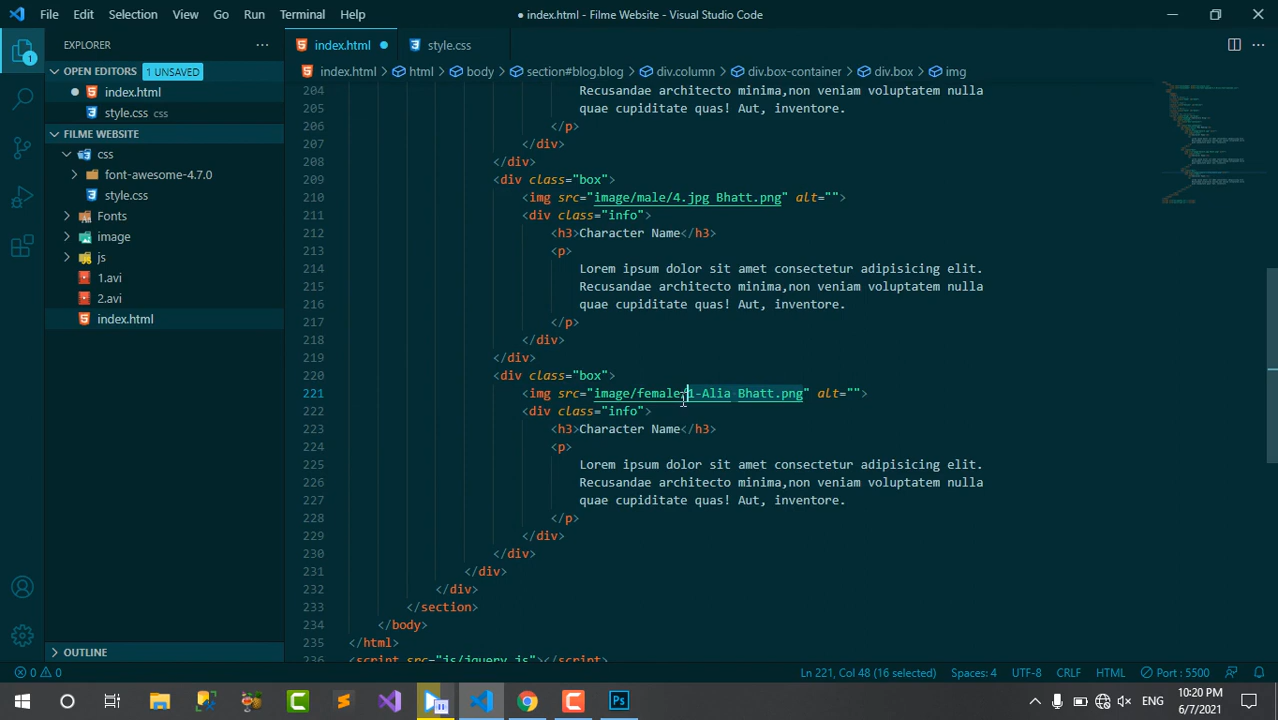 File Edit Selection View Go Run Terminal Help
● index.html - Filme Website - Visual Studio Code
EXPLORER
index.html
style.css
OPEN EDITORS 1 UNSAVED
index.html > html > body > section#blog.blog > div.column > div.box-container > div.box > img
index.html
style.css css
FILME WEBSITE
css
font-awesome-4.7.0
style.css
Fonts
image
js
1.avi
2.avi
index.html
OUTLINE
204 Recusandae architecto minima,non veniam voluptatem nulla
205 quae cupiditate quas! Aut, inventore.
206 </p>
207 </div>
208 </div>
209 <div class="box">
210 <img src="image/male/4.jpg Bhatt.png" alt="">
211 <div class="info">
212 <h3>Character Name</h3>
213 <p>
214 Lorem ipsum dolor sit amet consectetur adipisicing elit.
215 Recusandae architecto minima,non veniam voluptatem nulla
216 quae cupiditate quas! Aut, inventore.
217 </p>
218 </div>
219 </div>
220 <div class="box">
221 <img src="image/female/1-Alia Bhatt.png" alt="">
222 <div class="info">
223 <h3>Character Name</h3>
224 <p>
225 Lorem ipsum dolor sit amet consectetur adipisicing elit.
226 Recusandae architecto minima,non veniam voluptatem nulla
227 quae cupiditate quas! Aut, inventore.
228 </p>
229 </div>
230 </div>
231 </div>
232 </div>
233 </section>
234 </body>
235 </html>
236 <script src="js/jquery.js"></script>
0 0
Ln 221, Col 48 (16 selected) Spaces: 4 UTF-8 CRLF HTML Port : 5500
ENG
10:20 PM
6/7/2021